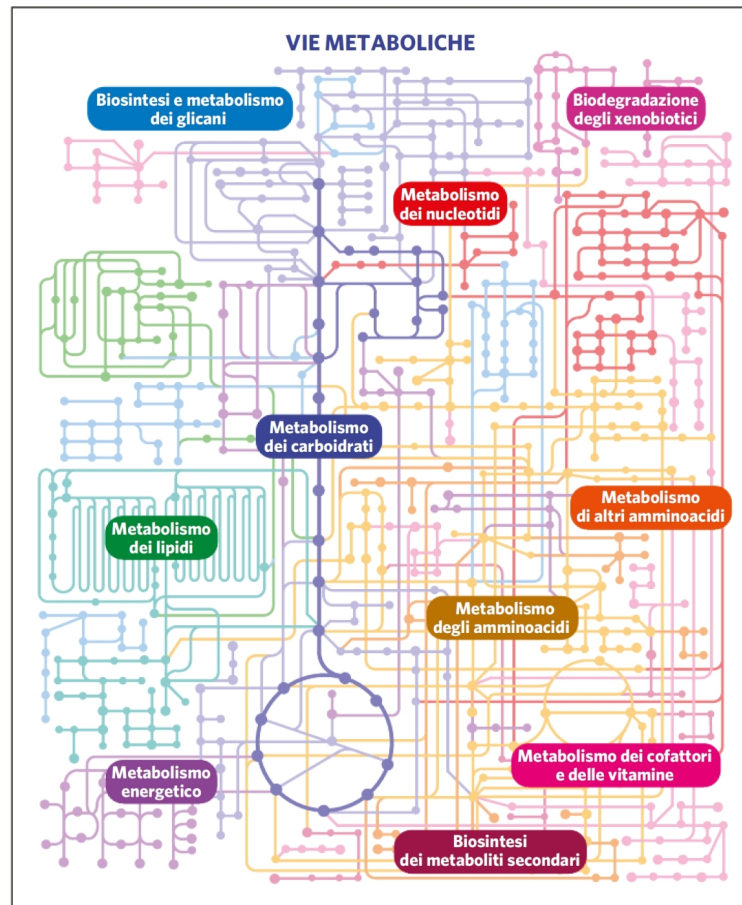 VIE METABOLICHE
Biosintesi e metabolismo
dei glicani
Biodegradazione
degli xenobiotici
Metabolismo
dei nucleotidi
Metabolismo
dei carboidrati
Metabolismo
di altri amminoacidi
Metabolismo
dei lipidi
Metabolismo
degli amminoacidi
Metabolismo
energetico
Metabolismo dei cofattori
e delle vitamine
Biosintesi
dei metaboliti secondari